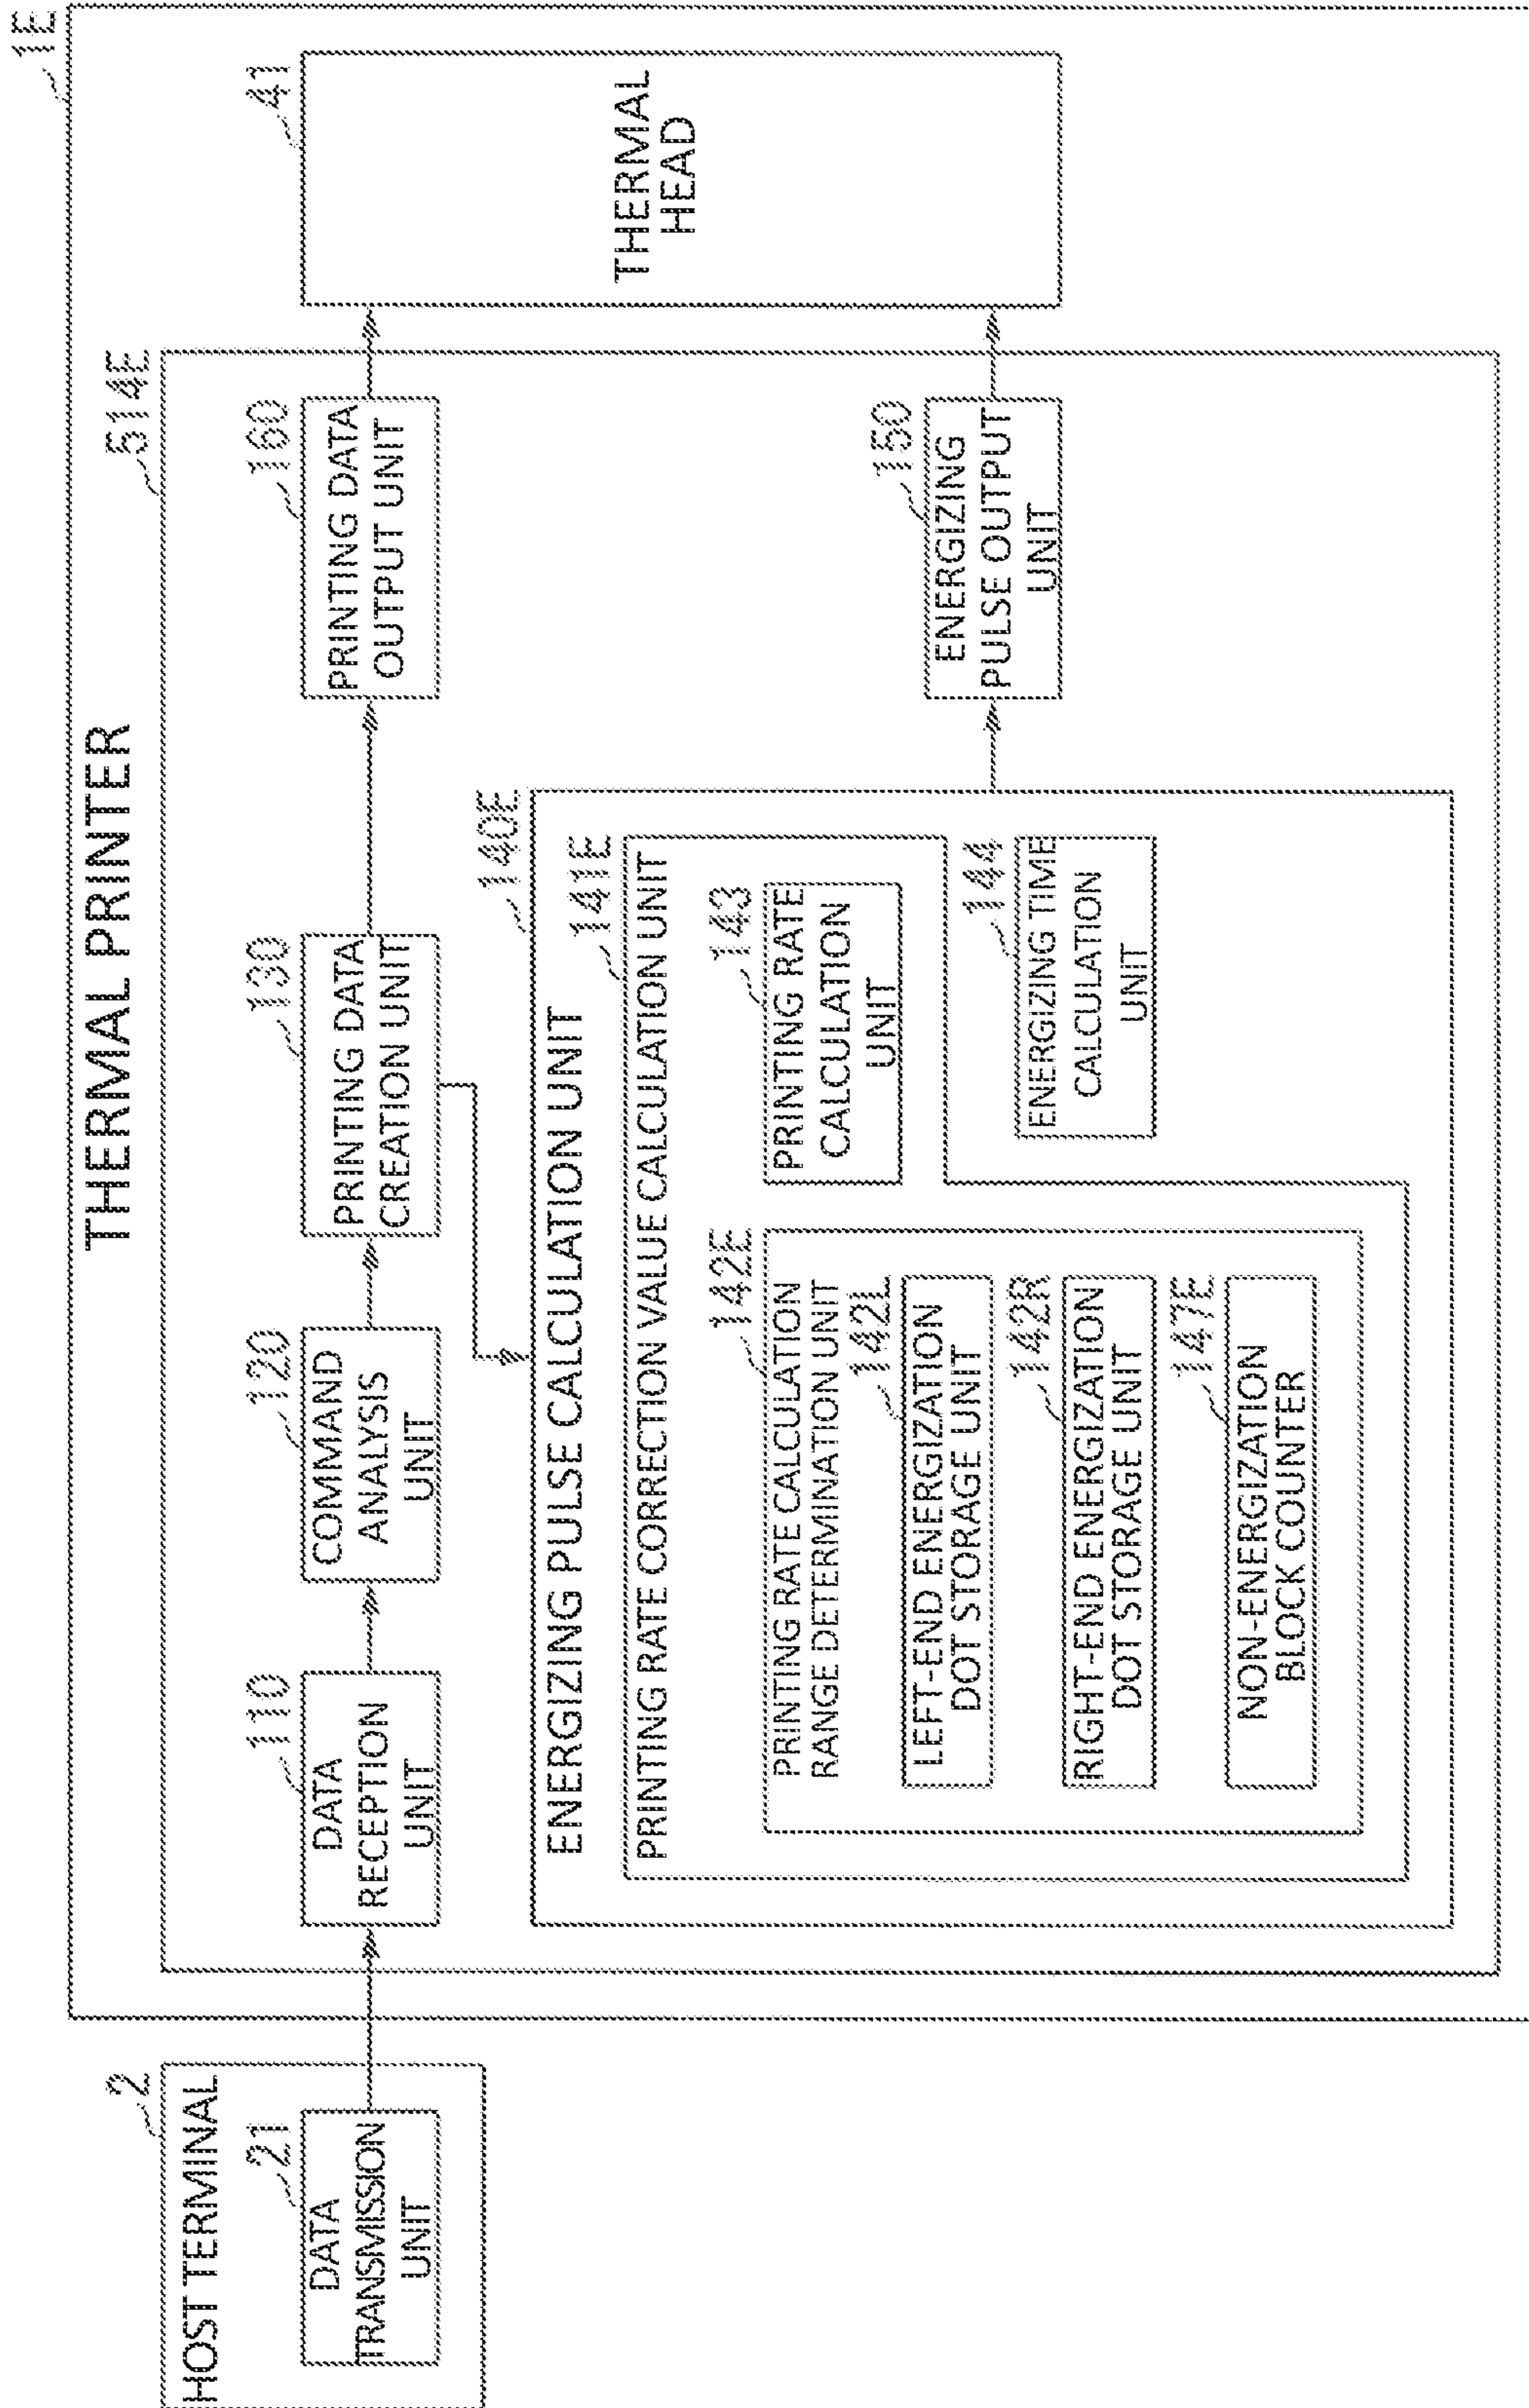 1E
THERMAL PRINTER
514E
2
HOST TERMINAL
21
DATA
TRANSMISSION
UNIT
110
DATA
RECEPTION
UNIT
120
COMMAND
ANALYSIS
UNIT
130
PRINTING DATA
CREATION UNIT
160
PRINTING DATA
OUTPUT UNIT
41
THERMAL
HEAD
140E
ENERGIZING PULSE CALCULATION UNIT
141E
PRINTING RATE CORRECTION VALUE CALCULATION UNIT
142E
PRINTING RATE CALCULATION
RANGE DETERMINATION UNIT
142L
LEFT-END ENERGIZATION
DOT STORAGE UNIT
142R
RIGHT-END ENERGIZATION
DOT STORAGE UNIT
147E
NON-ENERGIZATION
BLOCK COUNTER
143
PRINTING RATE
CALCULATION
UNIT
144
ENERGIZING TIME
CALCULATION
UNIT
150
ENERGIZING
PULSE OUTPUT
UNIT